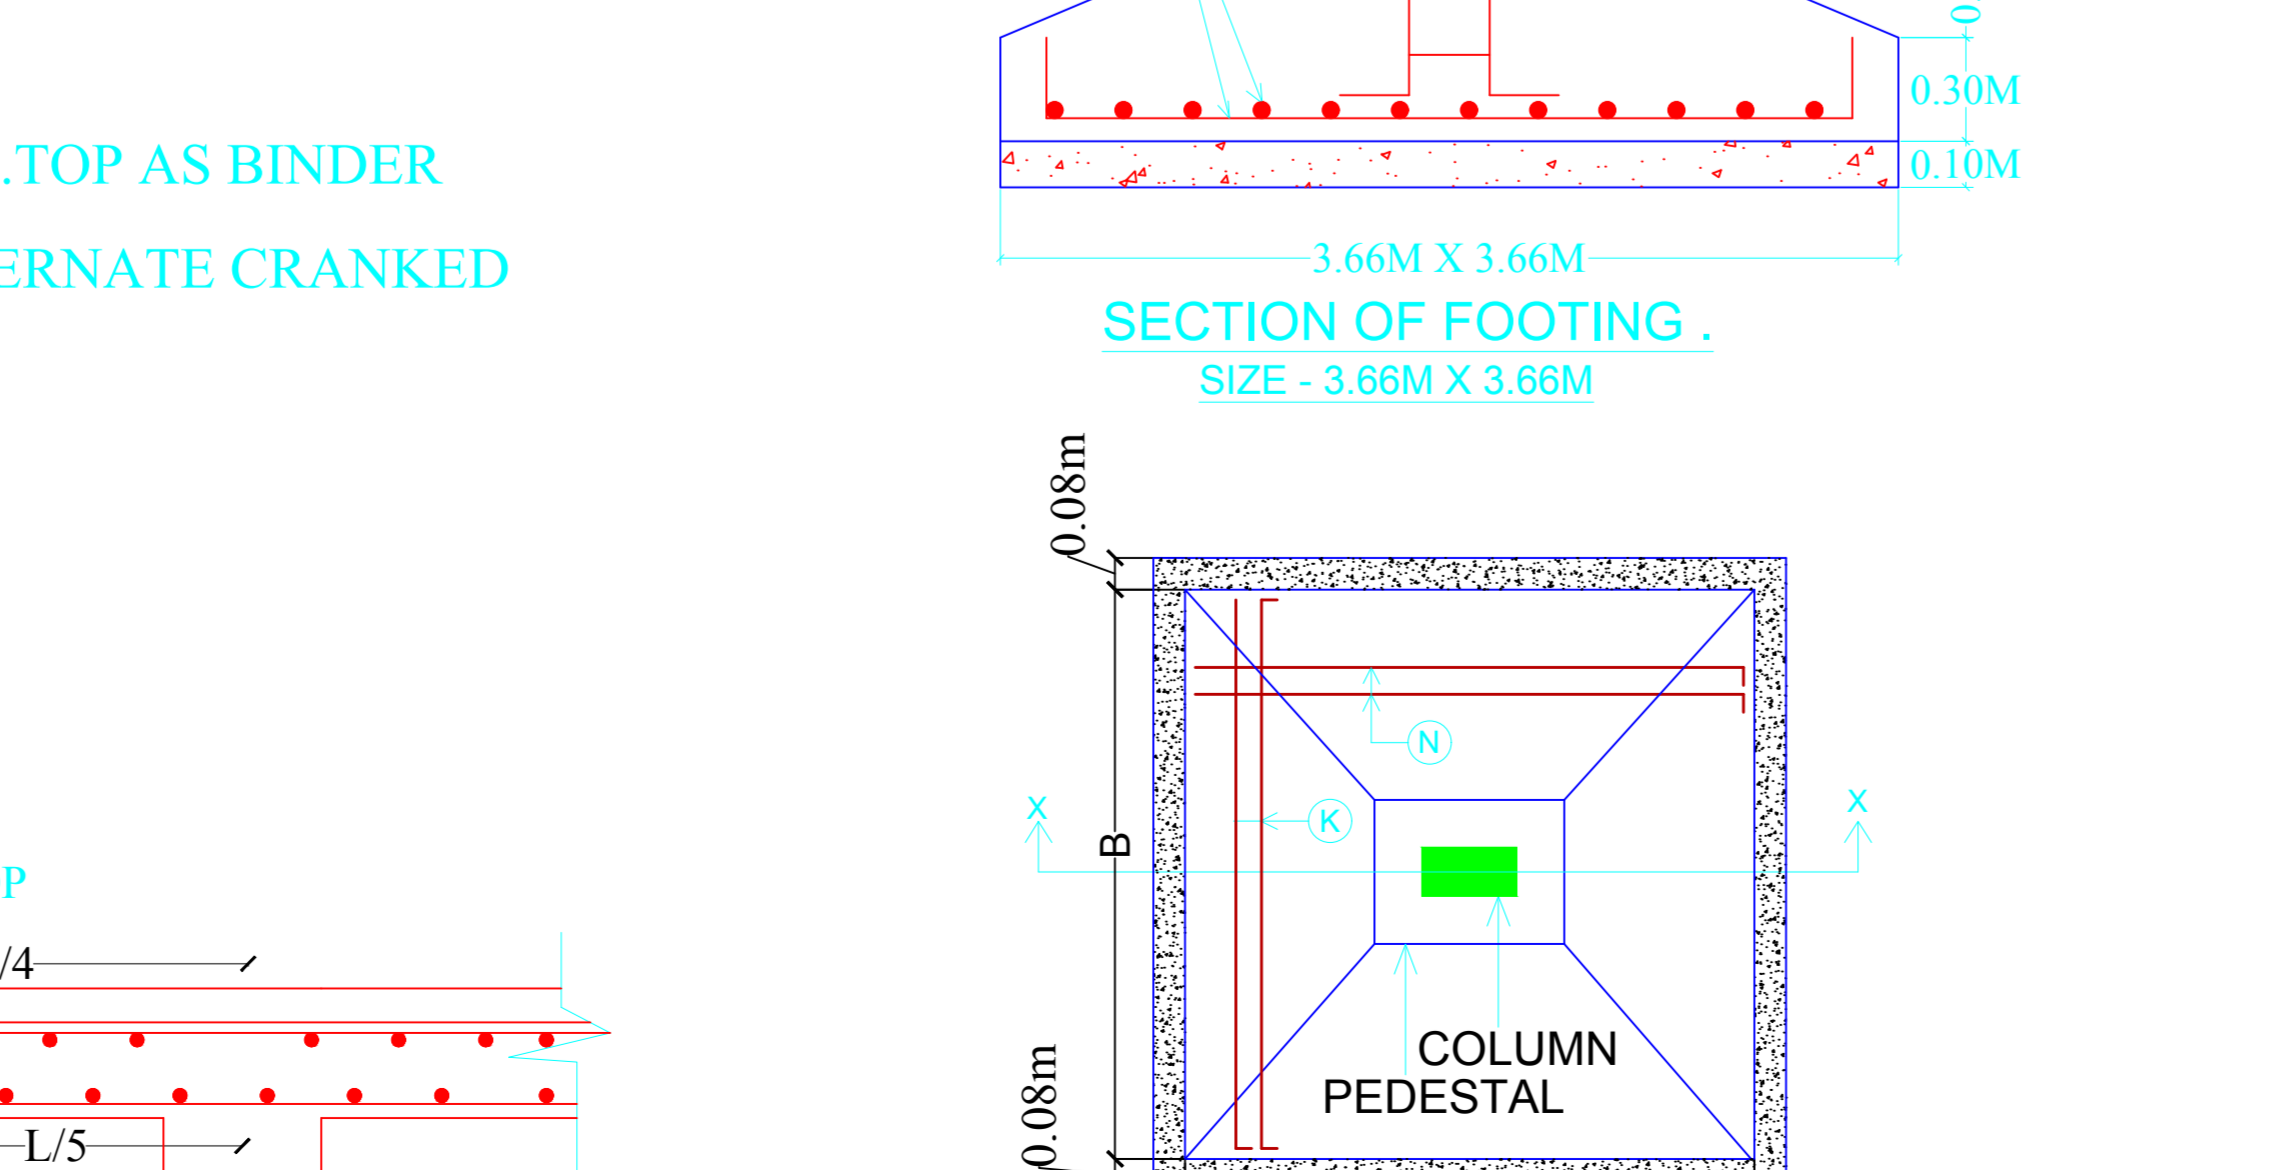 .TOP AS BINDER
ERNATE CRANKED
P
/4
L/5
0.30M
0.10M
3.66M X 3.66M
SECTION OF FOOTING .
SIZE - 3.66M X 3.66M
0.08m
N
K
X
X
B
COLUMN
PEDESTAL
0.08m